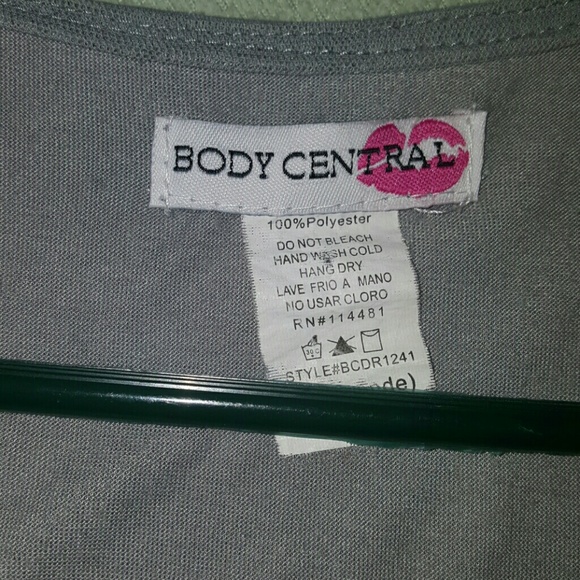 BODY CENTRAL
100%Polyester
DO NOT BLEACH
HAND WASH COLD
HANG DRY
LAVE FRIO A MANO
NO USAR CLORO
RN#114481
STYLE#BCDR1241